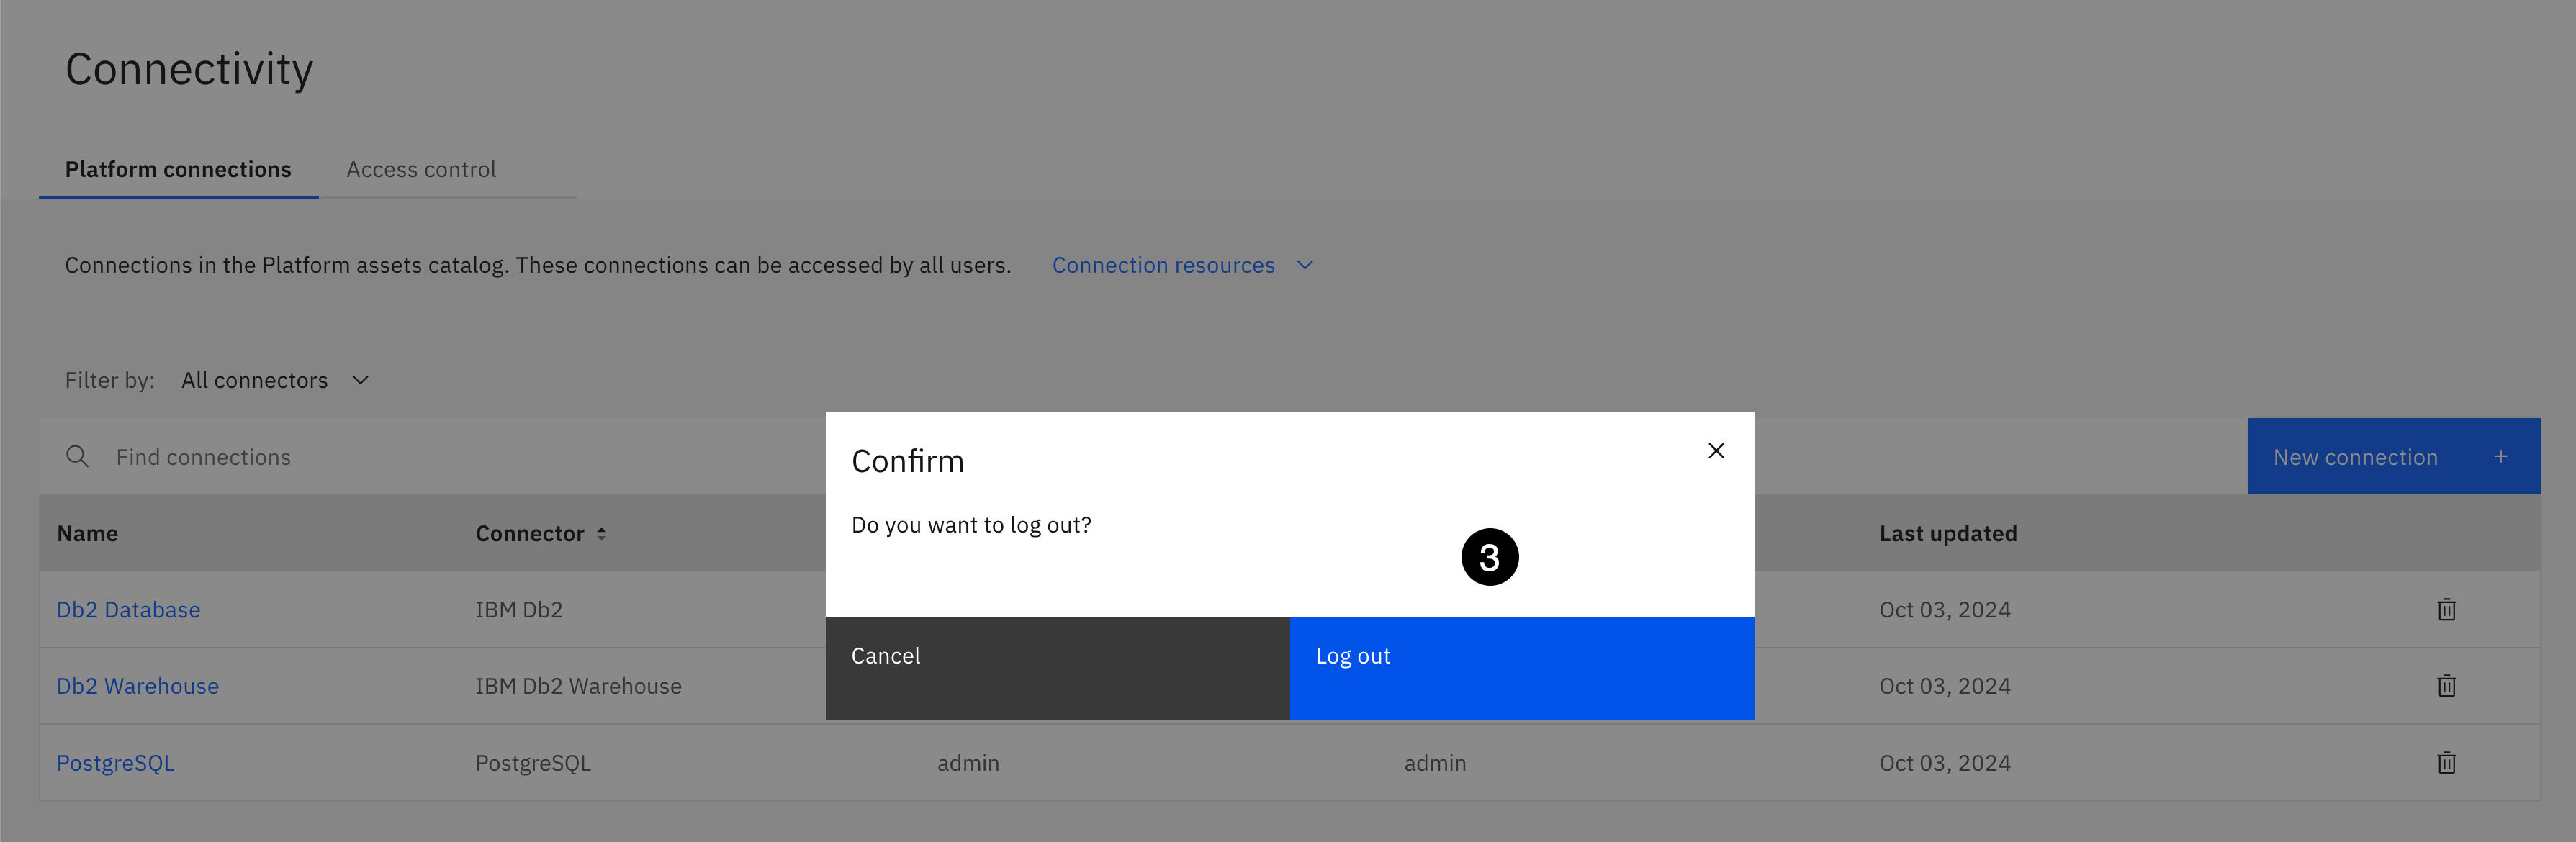 Connectivity
Platform connections Access control
Connections in the Platform assets catalog. These connections can be accessed by all users. Connection resources
Filter by: All connectors
Find connections
New connection +
Confirm
Do you want to log out?
3
Cancel
Log out
Name Connector Last updated
Db2 Database IBM Db2 Oct 03, 2024
Db2 Warehouse IBM Db2 Warehouse Oct 03, 2024
PostgreSQL PostgreSQL admin admin Oct 03, 2024